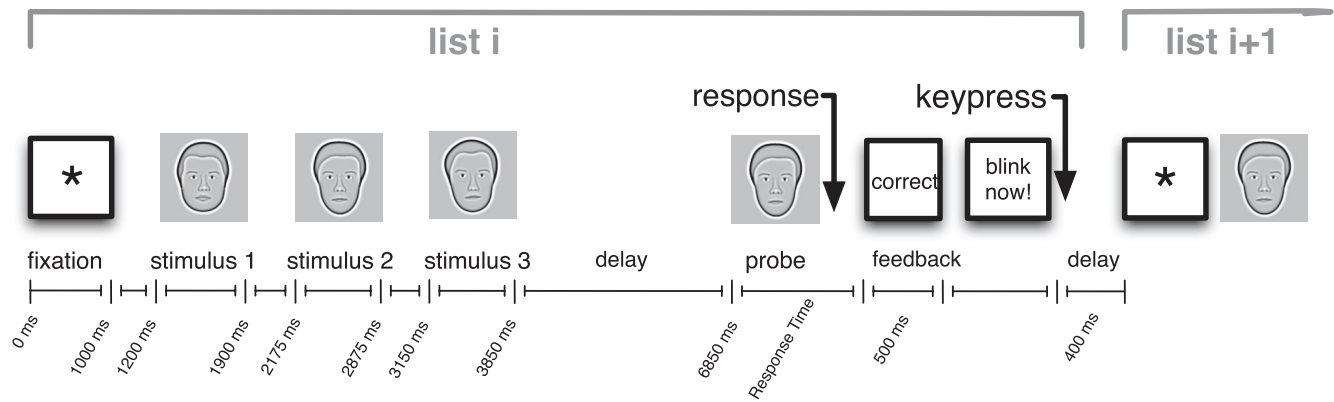 list i
list i+1
response
keypress
*
correct
blink
now!
*
fixation
stimulus 1
stimulus 2
stimulus 3
delay
probe
feedback
delay
0 ms
1000 ms
1200 ms
1900 ms
2175 ms
2875 ms
3150 ms
3850 ms
6850 ms
Response Time
500 ms
400 ms